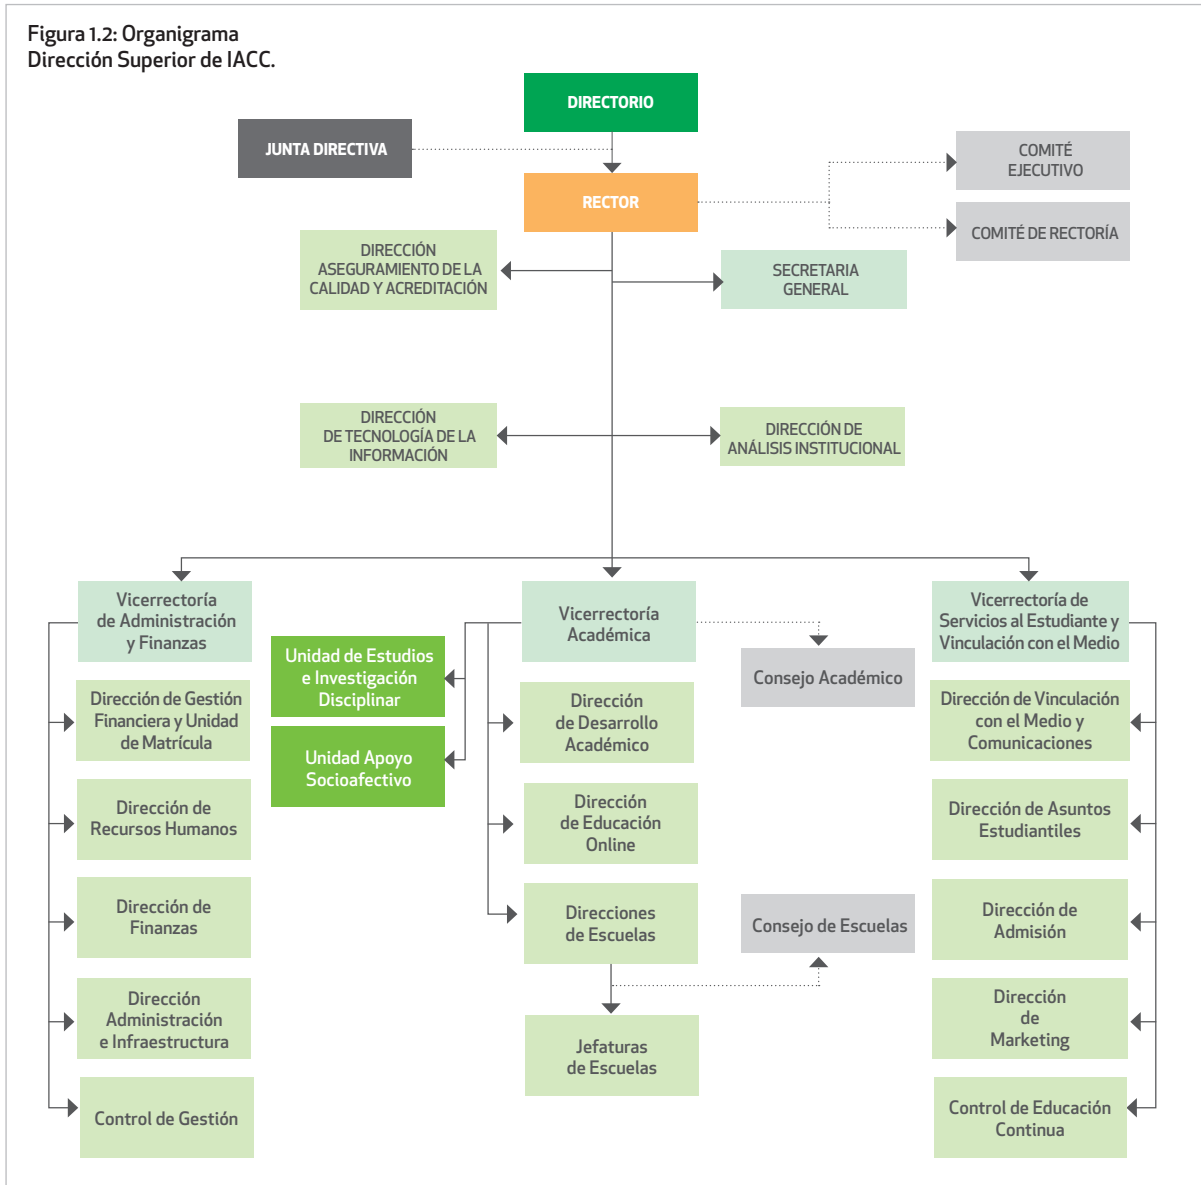 Figura 1.2: Organigrama
Dirección Superior de IACC.
DIRECTORIO
JUNTA DIRECTIVA
COMITÉ
EJECUTIVO
RECTOR
COMITÉ DE RECTORÍA
DIRECCIÓN
ASEGURAMIENTO DE LA
CALIDAD Y ACREDITACIÓN
SECRETARIA
GENERAL
DIRECCIÓN
DE TECNOLOGÍA DE LA
INFORMACIÓN
DIRECCIÓN DE
ANÁLISIS INSTITUCIONAL
Vicerrectoría
de Administración
y Finanzas
Dirección de Gestión
Financiera y Unidad
de Matrícula
Dirección de
Recursos Humanos
Dirección de
Finanzas
Dirección
Administración
e Infraestructura
Control de Gestión
Unidad de Estudios
e Investigación
Disciplinar
Unidad Apoyo
Socioafectivo
Vicerrectoría
Académica
Dirección
de Desarrollo
Académico
Dirección
de Educación
Online
Direcciones
de Escuelas
Jefaturas
de Escuelas
Consejo Académico
Consejo de Escuelas
Vicerrectoría de
Servicios al Estudiante y
Vinculación con el Medio
Dirección de Vinculación
con el Medio y
Comunicaciones
Dirección de Asuntos
Estudiantiles
Dirección de
Admisión
Dirección
de
Marketing
Control de Educación
Continua